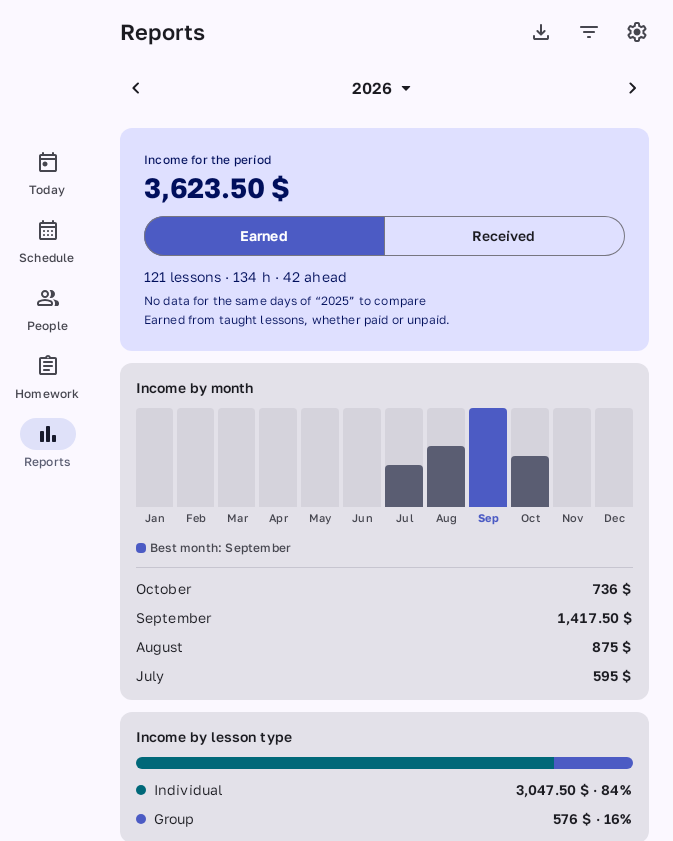 Reports
2026
Today
Schedule
People
Homework
Reports
Income for the period
3,623.50 $
Earned
Received
121 lessons · 134 h · 42 ahead
No data for the same days of “2025” to compare
Earned from taught lessons, whether paid or unpaid.
Income by month
Jan Feb Mar Apr May Jun Jul Aug Sep Oct Nov Dec
Best month: September
October 736 $
September 1,417.50 $
August 875 $
July 595 $
Income by lesson type
Individual 3,047.50 $ · 84%
Group 576 $ · 16%